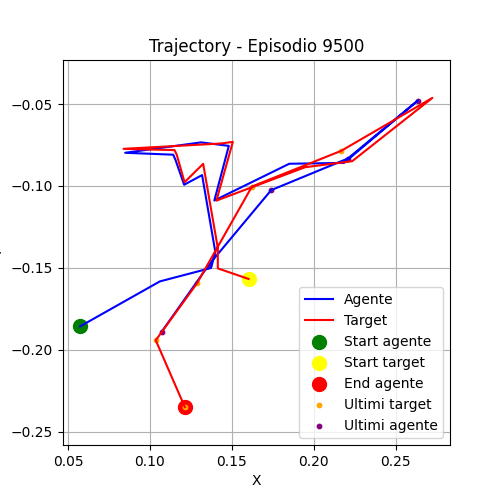 Trajectory - Episodio 9500
−0.05
−0.10
−0.15
−0.20
−0.25
0.05 0.10 0.15 0.20 0.25
X
Agente
Target
Start agente
Start target
End agente
Ultimi target
Ultimi agente